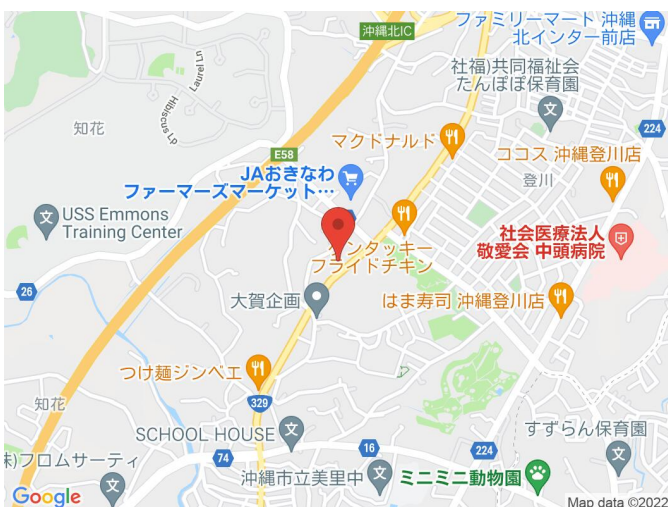 ファミリーマート 沖縄
北インター前店
沖縄北IC
社福)共同福祉会
たんぽぽ保育園
Laurel Ln
Hibiscus LP
知花
マクドナルド
224
E58
ココス 沖縄登川店
JAおきなわ
ファーマーズマーケット…
登川
USS Emmons
Training Center
社会医療法人
敬愛会 中頭病院
ンタッキー
フライドチキン
26
大賀企画
はま寿司 沖縄登川店
つけ麺ジンベエ
知花
329
すずらん保育園
SCHOOL HOUSE
16
224
74
株)フロムサーティ
沖縄市立美里中
ミニミニ動物園
Google
Map data ©2022